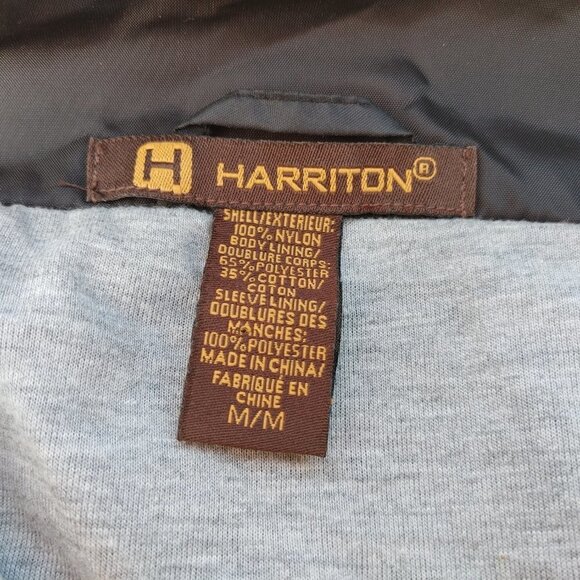 H HARRITON®
SHELL/EXTERIEUR:
100% NYLON
BODY LINING/
DOUBLURE CORPS:
65% POLYESTER
35% COTTON/
COTON
SLEEVE LINING/
DOUBLURES DES
MANCHES:
100% POLYESTER
MADE IN CHINA/
FABRIQUÉ EN
CHINE
M/M